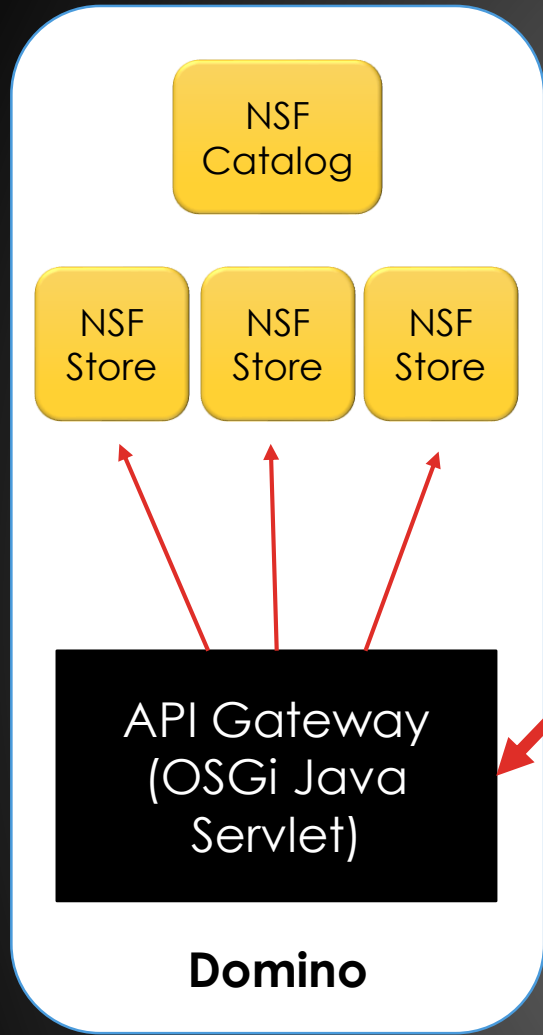 NSF
Catalog
NSF
Store
NSF
Store
NSF
Store
API Gateway
(OSGi Java
Servlet)
Domino